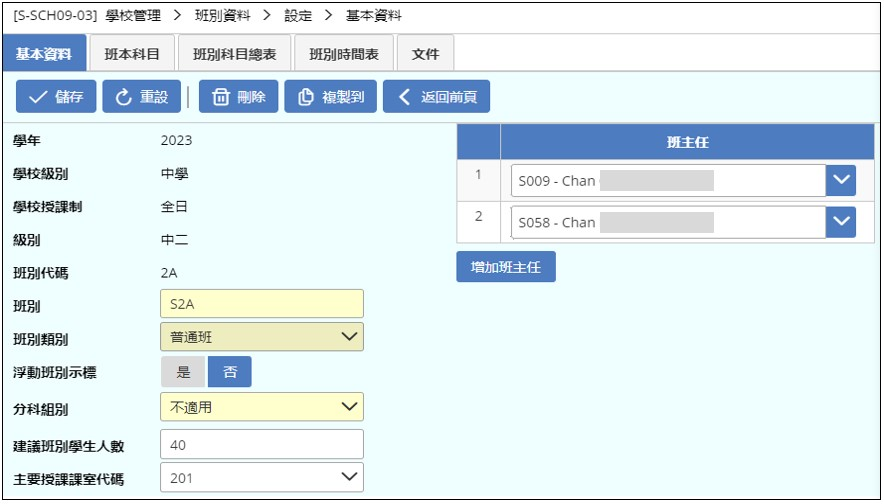 [S-SCH09-03] 學校管理 > 班別資料 > 設定 > 基本資料
基本資料 班本科目 班別科目總表 班別時間表 文件
儲存 重設 刪除 複製到 返回前頁
學年 2023
學校級別 中學
學校授課制 全日
級別 中二
班別代碼 2A
班別 S2A
班別類別 普通班
浮動班別示標 是 否
分科組別 不適用
建議班別學生人數 40
主要授課課室代碼 201
班主任
1 S009 - Chan
2 S058 - Chan
增加班主任